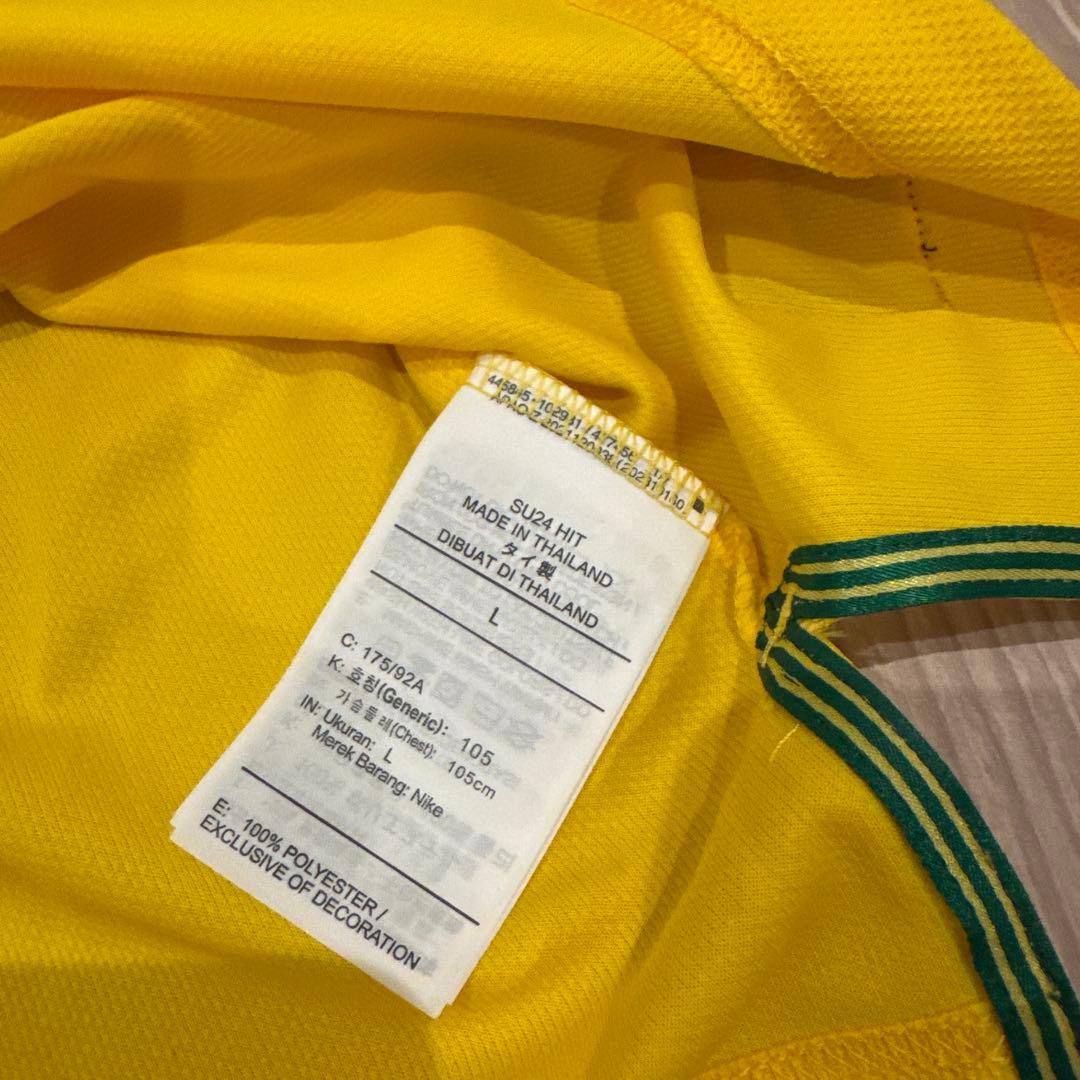 SU24 HIT
MADE IN THAILAND
タイ製
DIBUAT DI THAILAND
L
C: 175/92A
K: 호칭(Generic): 105
가슴둘레(Chest): 105cm
IN: Ukuran: L
Merek Barang: Nike
E: 100% POLYESTER /
EXCLUSIVE OF DECORATION